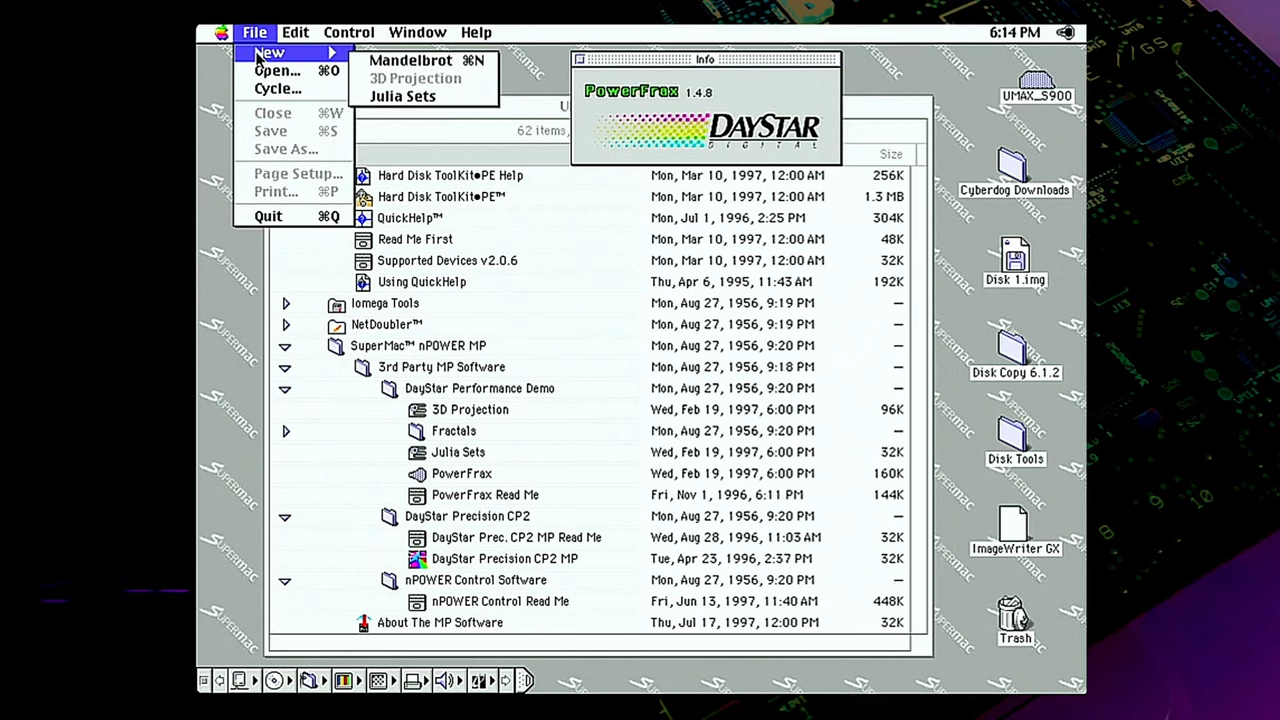 File Edit Control Window Help 6:14 PM
New
Open... ⌘O
Cycle...
Close ⌘W
Save ⌘S
Save As...
Page Setup...
Print... ⌘P
Quit ⌘Q
Mandelbrot ⌘N
3D Projection
Julia Sets
Info
PowerFrax 1.4.8
DAYSTAR
DIGITAL
62 items,
Size
Hard Disk ToolKit•PE Help Mon, Mar 10, 1997, 12:00 AM 256K
Hard Disk ToolKit•PE™ Mon, Mar 10, 1997, 12:00 AM 1.3 MB
QuickHelp™ Mon, Jul 1, 1996, 2:25 PM 304K
Read Me First Mon, Mar 10, 1997, 12:00 AM 48K
Supported Devices v2.0.6 Mon, Mar 10, 1997, 12:00 AM 32K
Using QuickHelp Thu, Apr 6, 1995, 11:43 AM 192K
Iomega Tools Mon, Aug 27, 1956, 9:19 PM –
NetDoubler™ Mon, Aug 27, 1956, 9:19 PM –
SuperMac™ nPOWER MP Mon, Aug 27, 1956, 9:20 PM –
3rd Party MP Software Mon, Aug 27, 1956, 9:18 PM –
DayStar Performance Demo Mon, Aug 27, 1956, 9:20 PM –
3D Projection Wed, Feb 19, 1997, 6:00 PM 96K
Fractals Mon, Aug 27, 1956, 9:20 PM –
Julia Sets Wed, Feb 19, 1997, 6:00 PM 32K
PowerFrax Wed, Feb 19, 1997, 6:00 PM 160K
PowerFrax Read Me Fri, Nov 1, 1996, 6:11 PM 144K
DayStar Precision CP2 Mon, Aug 27, 1956, 9:20 PM –
DayStar Prec. CP2 MP Read Me Wed, Aug 28, 1996, 11:03 AM 32K
DayStar Precision CP2 MP Tue, Apr 23, 1996, 2:37 PM 32K
nPOWER Control Software Mon, Aug 27, 1956, 9:20 PM –
nPOWER Control Read Me Fri, Jun 13, 1997, 11:40 AM 448K
About The MP Software Thu, Jul 17, 1997, 12:00 PM 32K
UMAX_S900
Cyberdog Downloads
Disk 1.img
Disk Copy 6.1.2
Disk Tools
ImageWriter GX
Trash
SUPERMAC